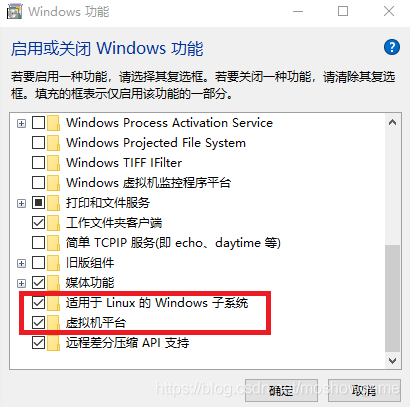 Windows 功能
启用或关闭 Windows 功能
若要启用一种功能，请选择其复选框。若要关闭一种功能，请清除其复选
框。填充的框表示仅启用该功能的一部分。
Windows Process Activation Service
Windows Projected File System
Windows TIFF IFilter
Windows 虚拟机监控程序平台
打印和文件服务
工作文件夹客户端
简单 TCPIP 服务(即 echo、daytime 等)
旧版组件
媒体功能
适用于 Linux 的 Windows 子系统
虚拟机平台
远程差分压缩 API 支持
确定
取消